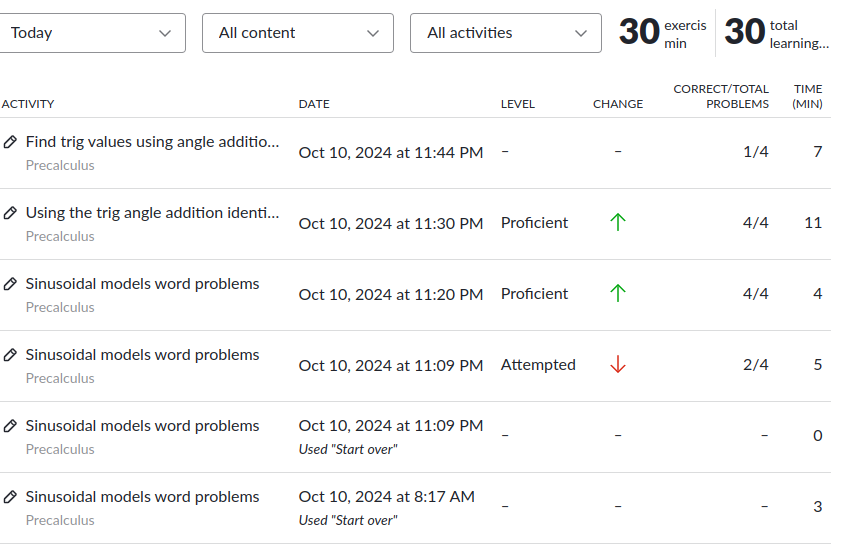 Today All content All activities 30 exercis 30 total
min learning...
CORRECT/TOTAL TIME
ACTIVITY DATE LEVEL CHANGE PROBLEMS (MIN)
Find trig values using angle additio... Oct 10, 2024 at 11:44 PM – – 1/4 7
Precalculus
Using the trig angle addition identi... Oct 10, 2024 at 11:30 PM Proficient ↑ 4/4 11
Precalculus
Sinusoidal models word problems Oct 10, 2024 at 11:20 PM Proficient ↑ 4/4 4
Precalculus
Sinusoidal models word problems Oct 10, 2024 at 11:09 PM Attempted ↓ 2/4 5
Precalculus
Sinusoidal models word problems Oct 10, 2024 at 11:09 PM – – – 0
Precalculus Used "Start over"
Sinusoidal models word problems Oct 10, 2024 at 8:17 AM – – – 3
Precalculus Used "Start over"